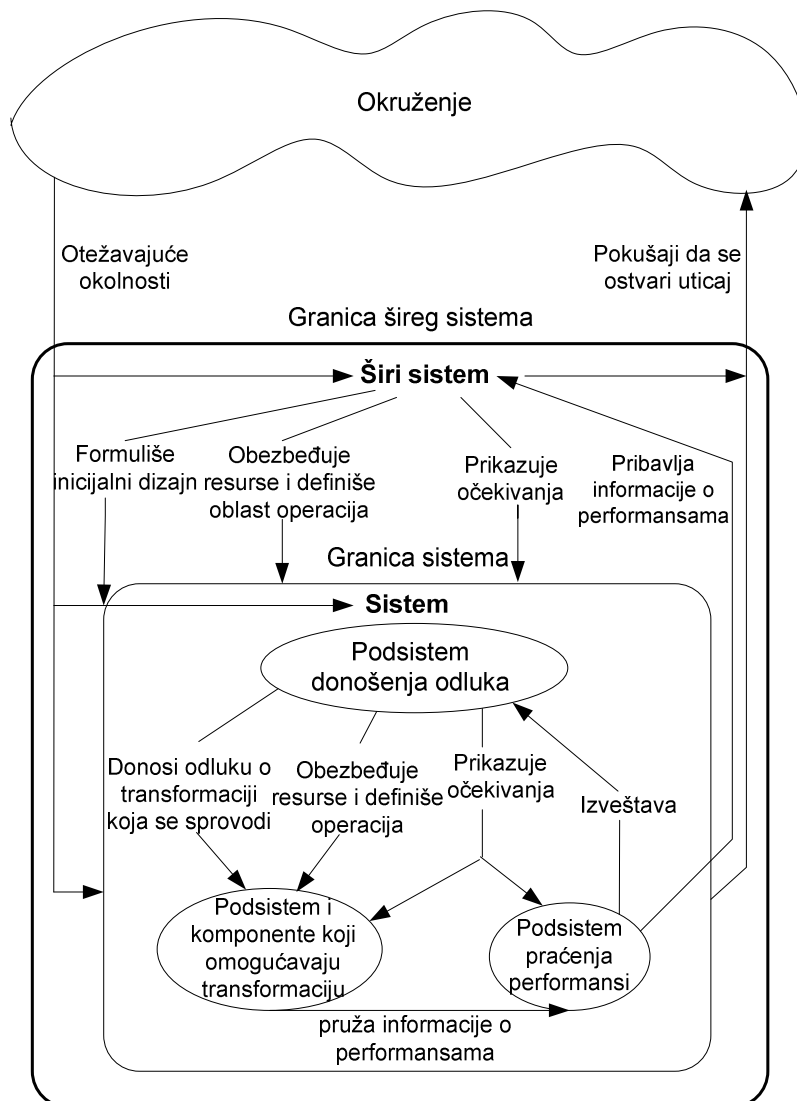 Okruženje
Otežavajuće
okolnosti
Pokušaji da se
ostvari uticaj
Granica šireg sistema
Širi sistem
Formuliše
inicijalni dizajn
Obezbeđuje
resurse i definiše
oblast operacija
Prikazuje
očekivanja
Pribavlja
informacije o
performansama
Granica sistema
Sistem
Podsistem
donošenja odluka
Donosi odluku o
transformaciji
koja se sprovodi
Obezbeđuje
resurse i definiše
operacija
Prikazuje
očekivanja
Izveštava
Podsistem i
komponente koji
omogućavaju
transformaciju
Podsistem
praćenja
performansi
pruža informacije o
performansama